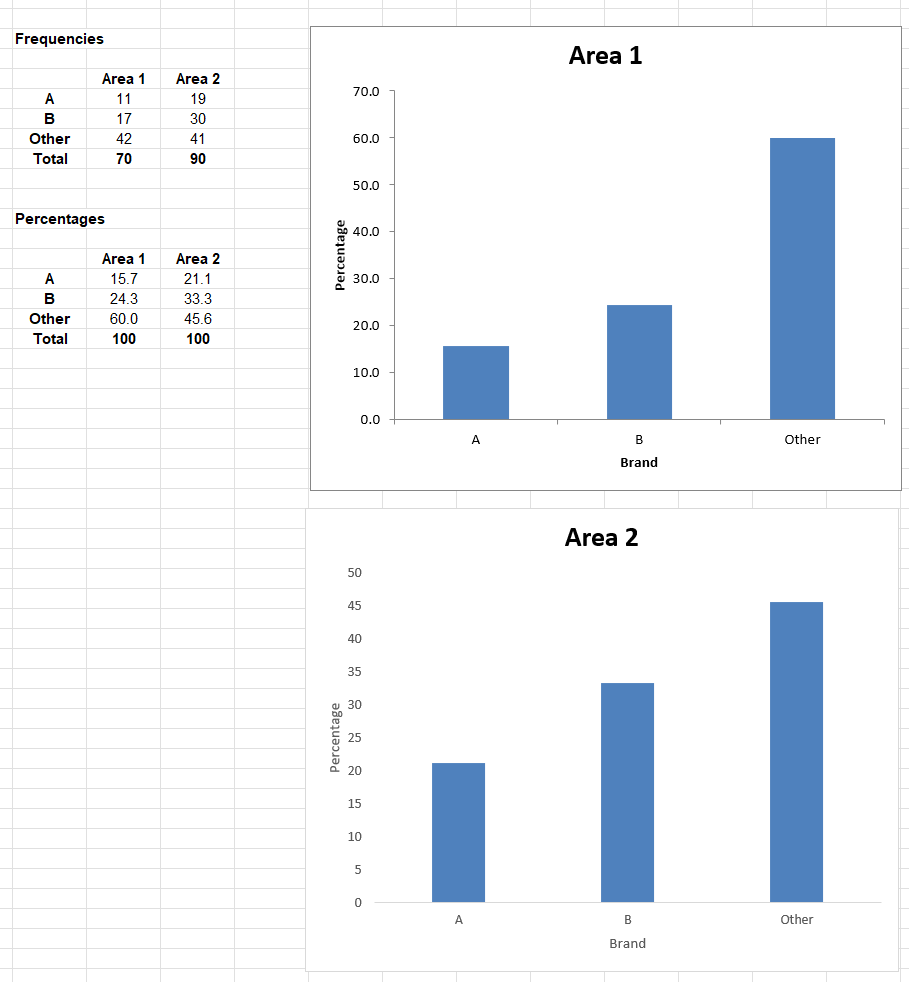 Frequencies
Area 1 Area 2
A 11 19
B 17 30
Other 42 41
Total 70 90
Percentages
Area 1 Area 2
A 15.7 21.1
B 24.3 33.3
Other 60.0 45.6
Total 100 100
Area 1
70.0
60.0
50.0
40.0
30.0
20.0
10.0
0.0
Percentage
A B Other
Brand
Area 2
50
45
40
35
30
25
20
15
10
5
0
Percentage
A B Other
Brand